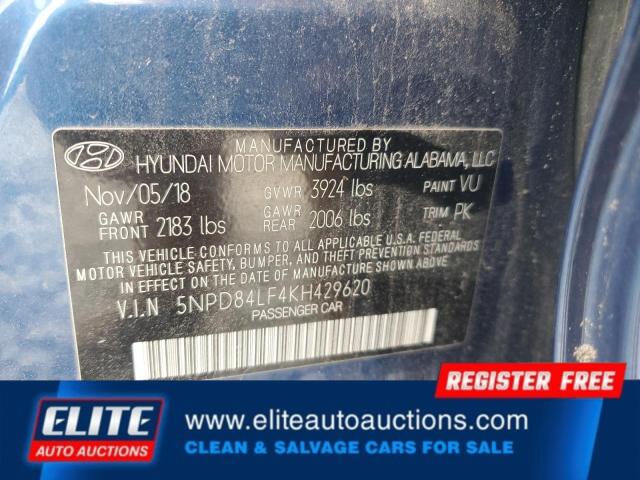 MANUFACTURED BY
HYUNDAI MOTOR MANUFACTURING ALABAMA, LLC
Nov/05/18 GVWR 3924 lbs PAINT VU
GAWR FRONT 2183 lbs GAWR REAR 2006 lbs TRIM PK
THIS VEHICLE CONFORMS TO ALL APPLICABLE U.S.A. FEDERAL
MOTOR VEHICLE SAFETY, BUMPER, AND THEFT PREVENTION STANDARDS
IN EFFECT ON THE DATE OF MANUFACTURE SHOWN ABOVE.
V.I.N 5NPD84LF4KH429620
PASSENGER CAR
REGISTER FREE
ELITE
AUTO AUCTIONS
www.eliteautoauctions.com
CLEAN & SALVAGE CARS FOR SALE